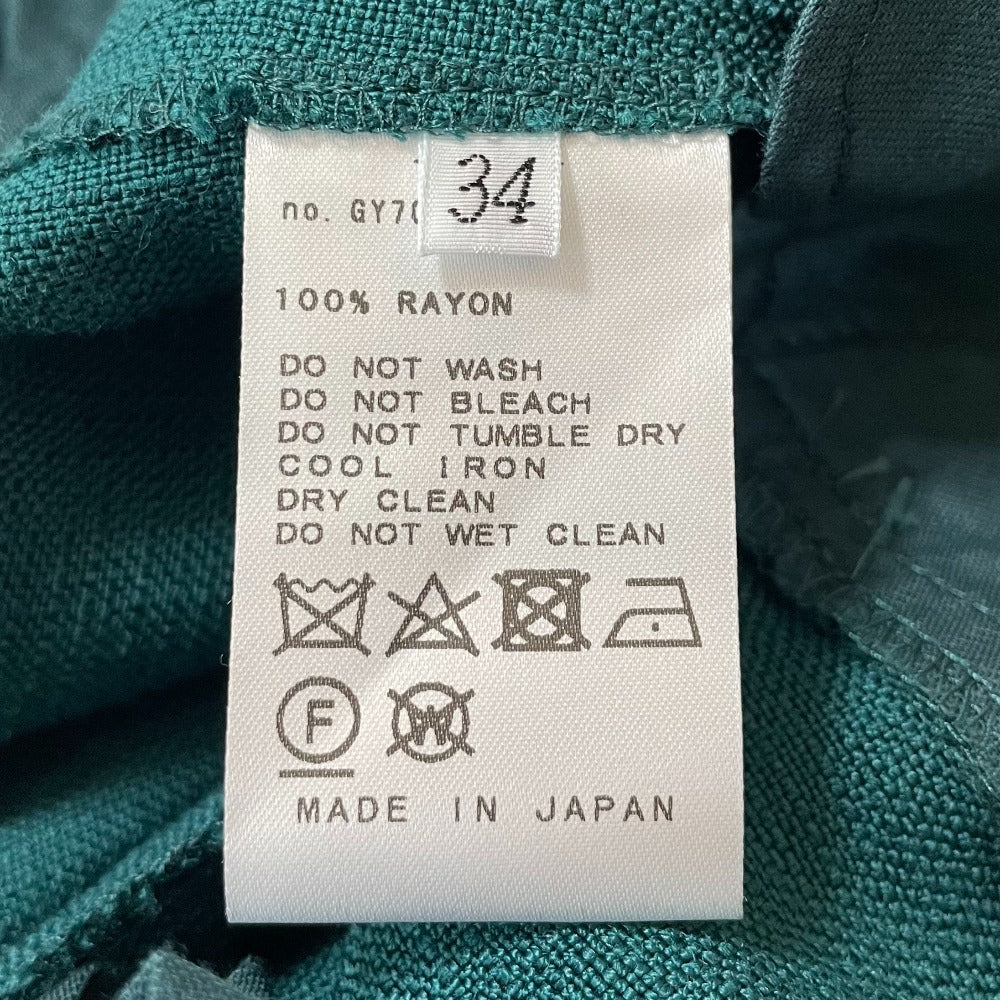 34
no. GY7
100% RAYON
DO NOT WASH
DO NOT BLEACH
DO NOT TUMBLE DRY
COOL IRON
DRY CLEAN
DO NOT WET CLEAN
F W
MADE IN JAPAN